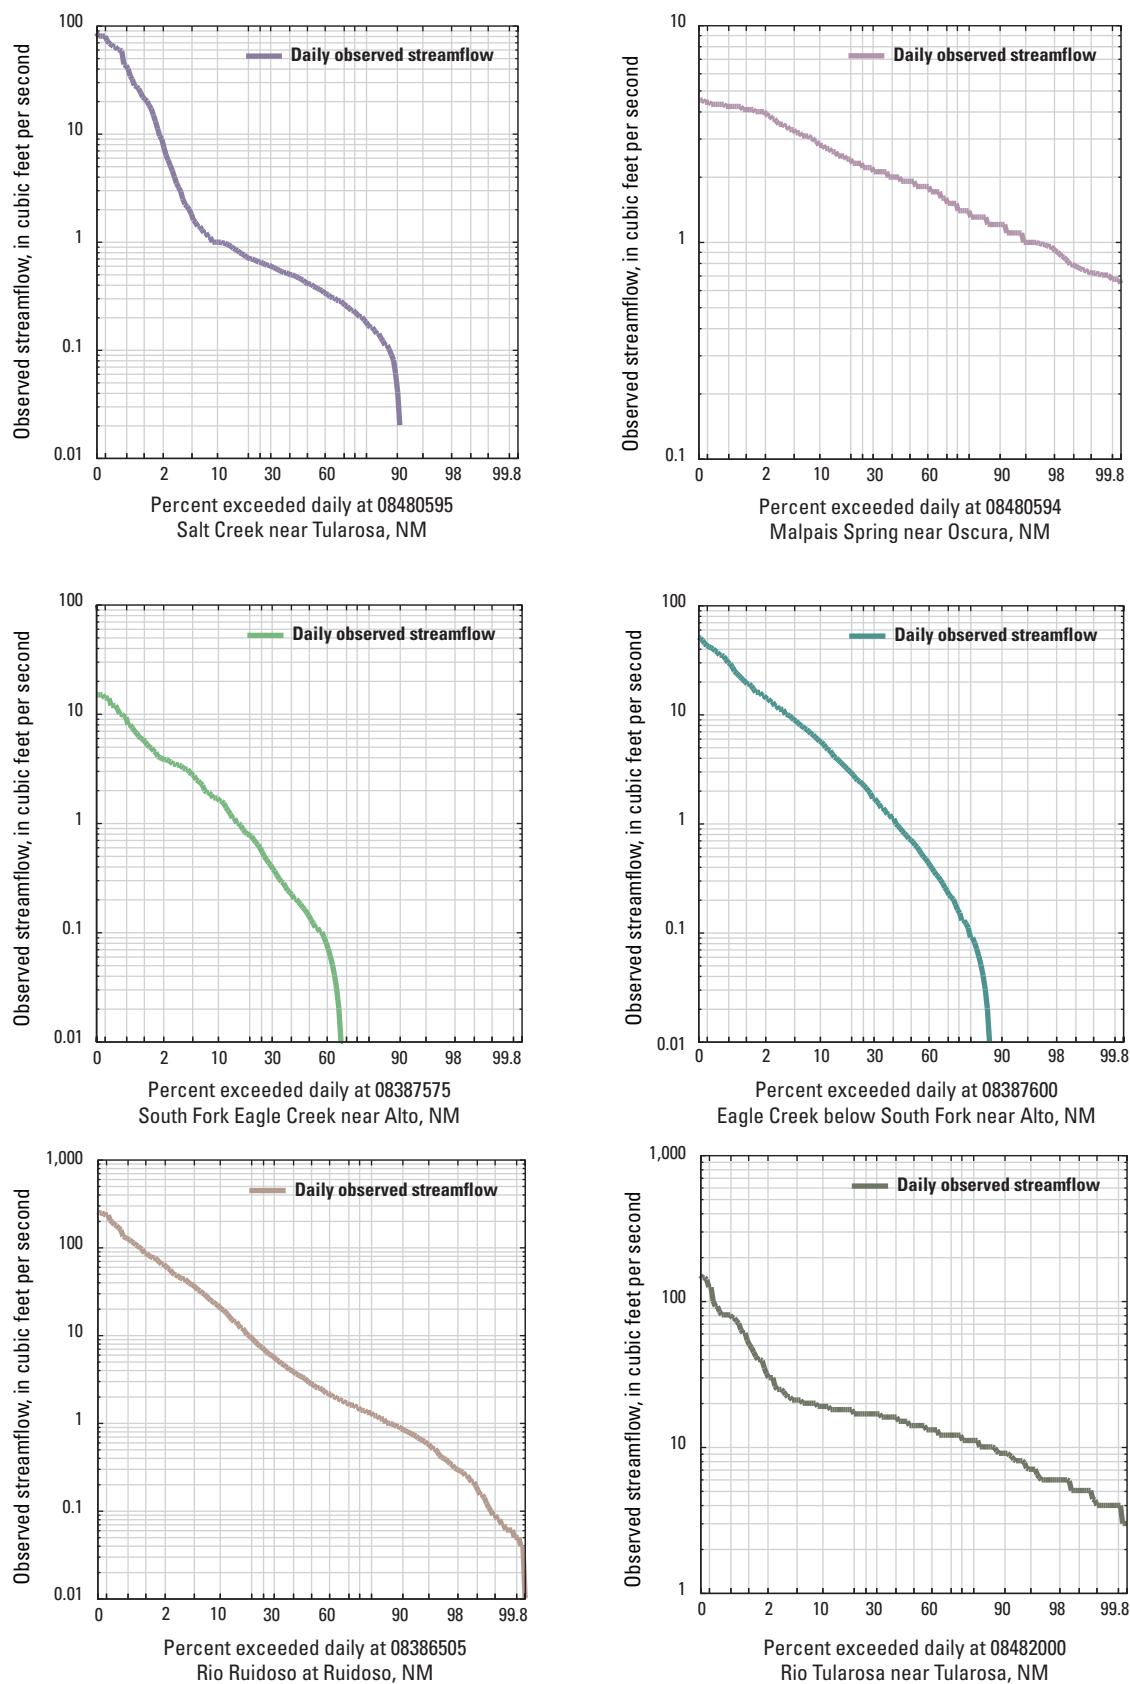 Observed streamflow, in cubic feet per second
100
10
1
0.1
0.01
Daily observed streamflow
0 2 10 30 60 90 98 99.8
Percent exceeded daily at 08480595
Salt Creek near Tularosa, NM
Observed streamflow, in cubic feet per second
10
1
0.1
Daily observed streamflow
0 2 10 30 60 90 98 99.8
Percent exceeded daily at 08480594
Malpais Spring near Oscura, NM
Observed streamflow, in cubic feet per second
100
10
1
0.1
0.01
Daily observed streamflow
0 2 10 30 60 90 98 99.8
Percent exceeded daily at 08387575
South Fork Eagle Creek near Alto, NM
Observed streamflow, in cubic feet per second
100
10
1
0.1
0.01
Daily observed streamflow
0 2 10 30 60 90 98 99.8
Percent exceeded daily at 08387600
Eagle Creek below South Fork near Alto, NM
Observed streamflow, in cubic feet per second
1,000
100
10
1
0.1
0.01
Daily observed streamflow
0 2 10 30 60 90 98 99.8
Percent exceeded daily at 08386505
Rio Ruidoso at Ruidoso, NM
Observed streamflow, in cubic feet per second
1,000
100
10
1
Daily observed streamflow
0 2 10 30 60 90 98 99.8
Percent exceeded daily at 08482000
Rio Tularosa near Tularosa, NM